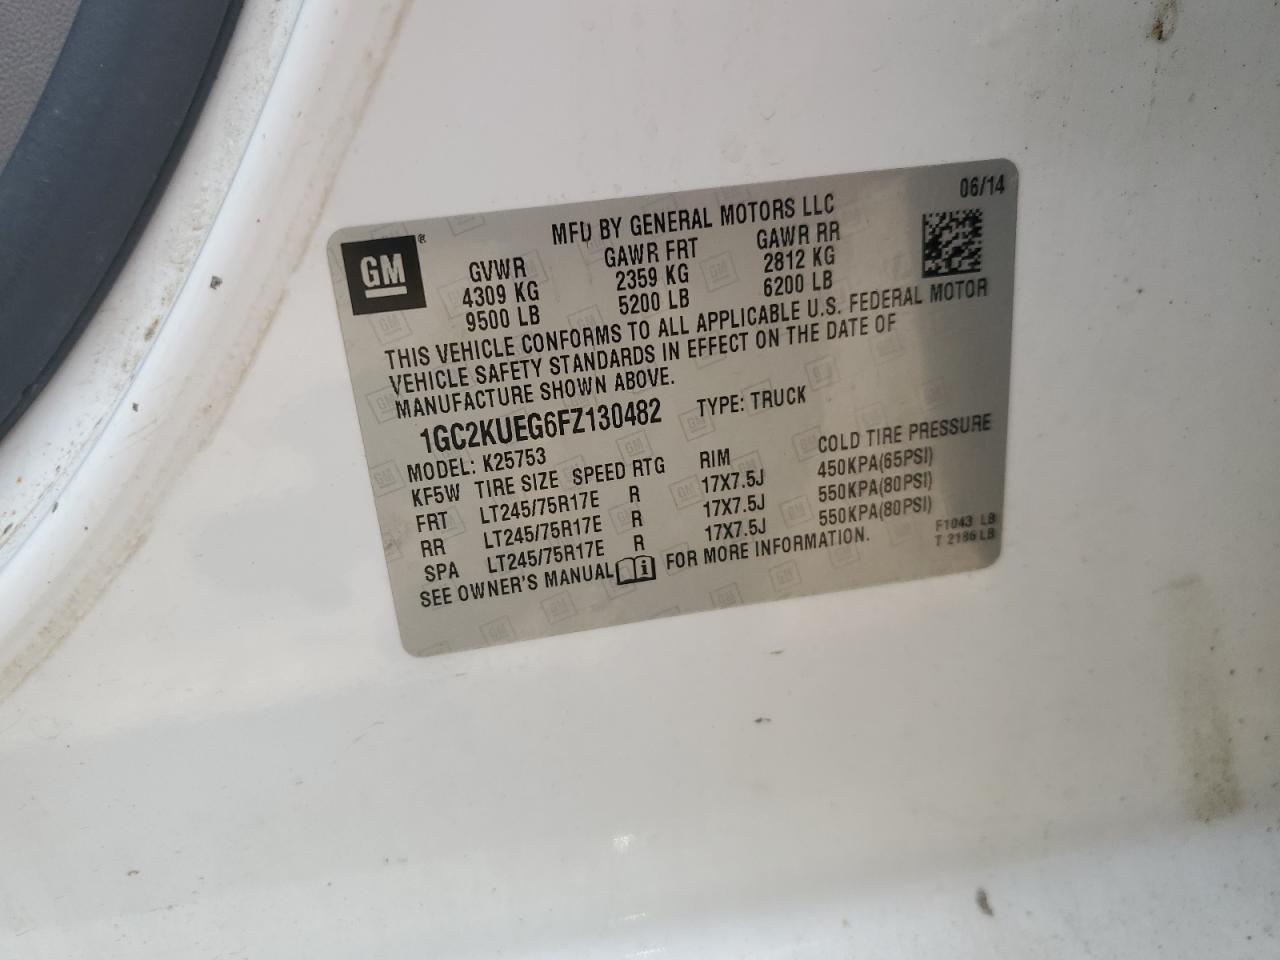 06/14
MFD BY GENERAL MOTORS LLC
GM ®
GVWR GAWR FRT GAWR RR
4309 KG 2359 KG 2812 KG
9500 LB 5200 LB 6200 LB
THIS VEHICLE CONFORMS TO ALL APPLICABLE U.S. FEDERAL MOTOR
VEHICLE SAFETY STANDARDS IN EFFECT ON THE DATE OF
MANUFACTURE SHOWN ABOVE.
1GC2KUEG6FZ130482 TYPE: TRUCK
MODEL: K25753
KF5W TIRE SIZE SPEED RTG RIM COLD TIRE PRESSURE
FRT LT245/75R17E R 17X7.5J 450KPA(65PSI)
RR LT245/75R17E R 17X7.5J 550KPA(80PSI)
SPA LT245/75R17E R 17X7.5J 550KPA(80PSI)
SEE OWNER'S MANUAL FOR MORE INFORMATION.
F1043 LB
T 2186 LB